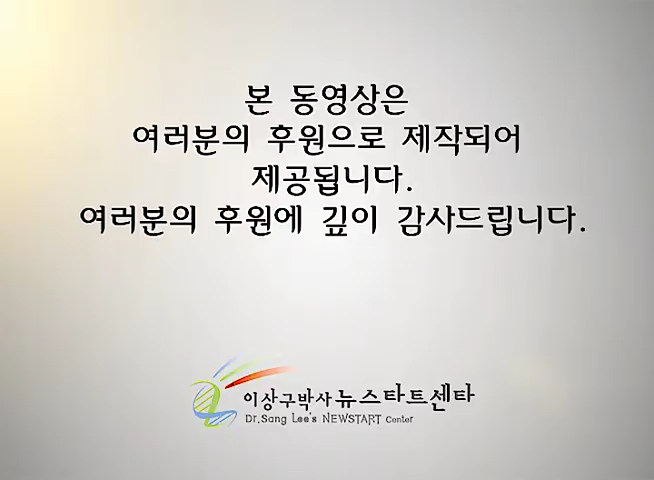 본 동영상은
여러분의 후원으로 제작되어
제공됩니다.
여러분의 후원에 깊이 감사드립니다.
이상구박사 뉴스타트센타
Dr.Sang Lee's NEWSTART Center